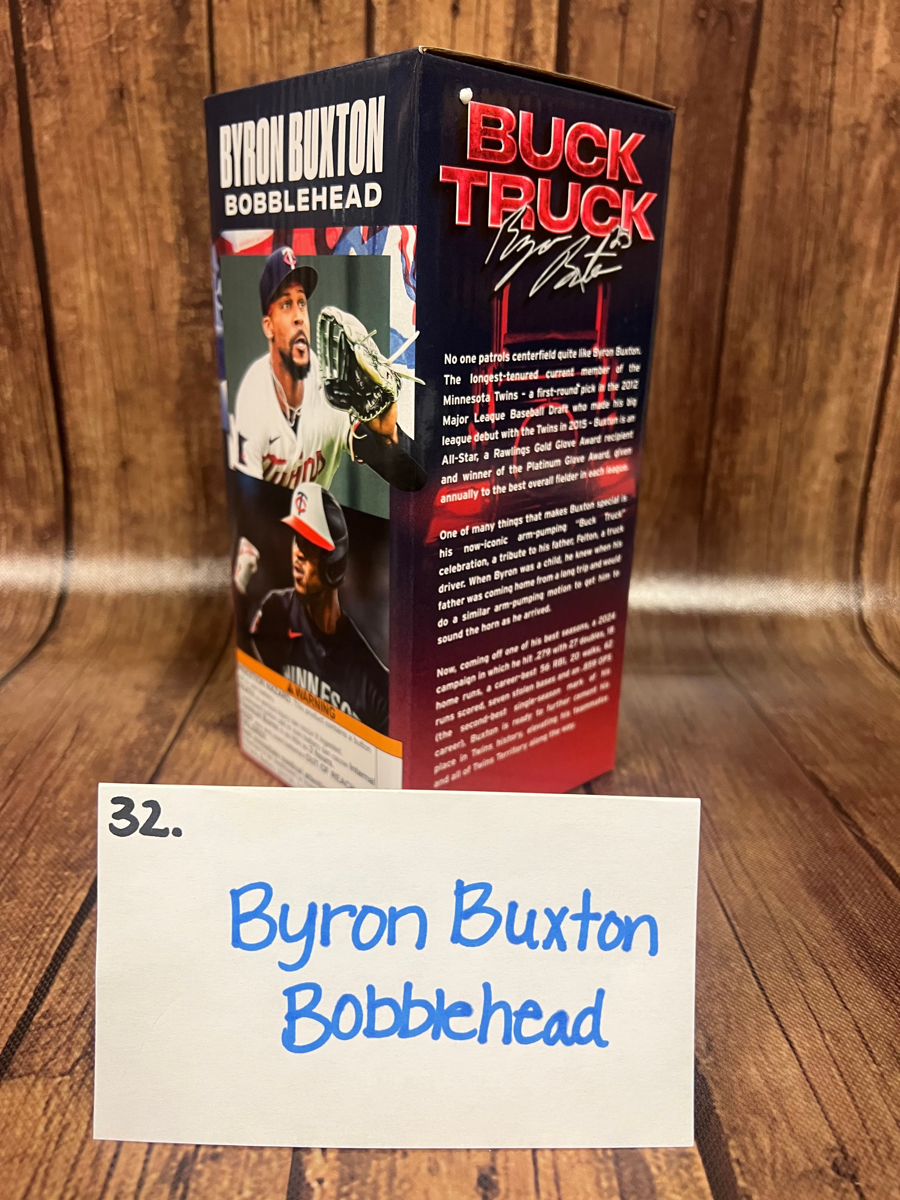 BYRON BUXTON
BOBBLEHEAD
WARNING
OUT OF REACH
BUCK
TRUCK
Byron Buxton 25
No one patrols centerfield quite like Byron Buxton.
The longest-tenured current member of the
Minnesota Twins - a first-round pick in the 2012
Major League Baseball Draft who made his big
league debut with the Twins in 2015 - Buxton is an
All-Star, a Rawlings Gold Glove Award recipient
and winner of the Platinum Glove Award, given
annually to the best overall fielder in each league.
One of many things that makes Buxton special is
his now-iconic arm-pumping "Buck Truck"
celebration, a tribute to his father, Felton, a truck
driver. When Byron was a child, he knew when his
father was coming home from a long trip and would
do a similar arm-pumping motion to get him to
sound the horn as he arrived.
Now, coming off one of his best seasons, a 2024
campaign in which he hit .279 with 27 doubles, 18
home runs, a career-best 56 RBI, 20 walks, 62
runs scored, seven stolen bases and an .859 OPS
(the second-best single-season mark of his
career), Buxton is ready to further cement his
place in Twins history, elevating his teammates
and all of Twins Territory along the way.
32.
Byron Buxton
Bobblehead